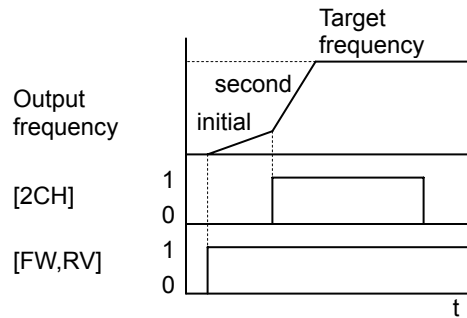 Target
frequency
second
Output
frequency
initial
[2CH]
1
0
[FW,RV]
1
0
t